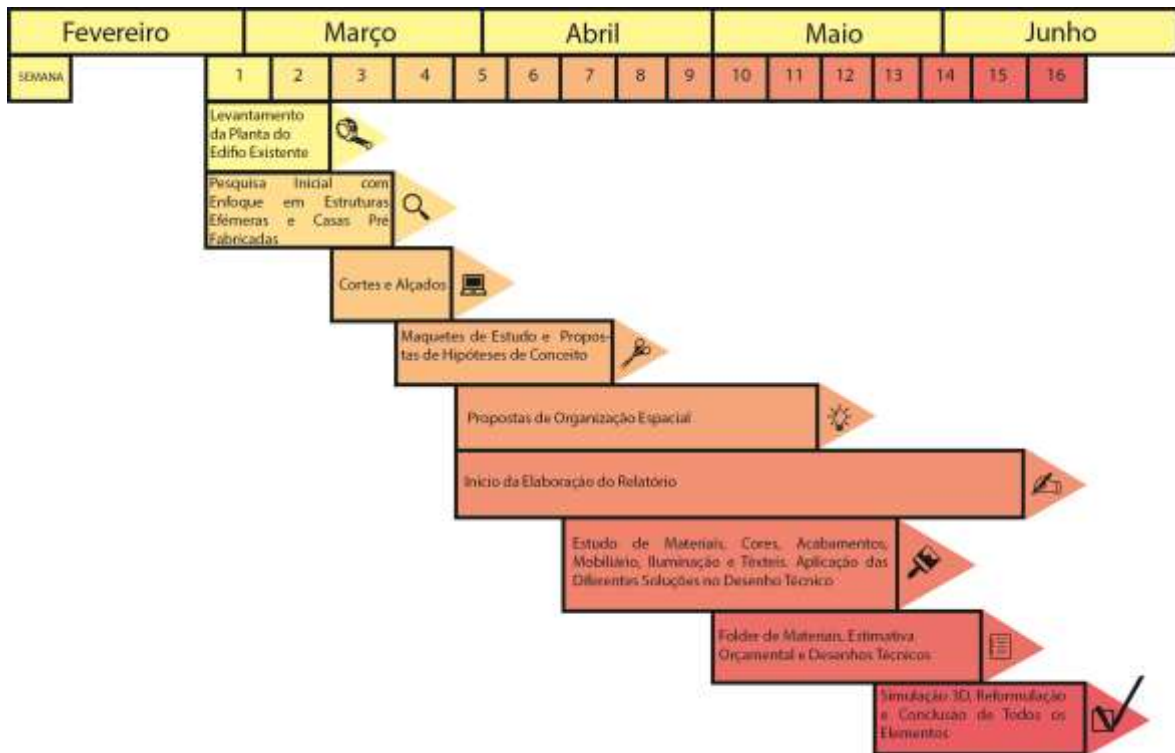 Fevereiro Março Abril Maio Junho
SEMANA 1 2 3 4 5 6 7 8 9 10 11 12 13 14 15 16
Levantamento
da Planta do
Edifio Existente
Pesquisa Inicial com
Enfoque em Estruturas
Efémeras e Casas Pré
Fabricadas
Cortes e Alçados
Maquetes de Estudo e Propos-
tas de Hipóteses de Conceito
Propostas de Organização Espacial
Inicio da Elaboração do Relatório
Estudo de Materiais, Cores, Acabamentos,
Mobiliário, Iluminação e Têxteis. Aplicação das
Diferentes Soluções no Desenho Técnico
Folder de Materiais, Estimativa
Orçamental e Desenhos Técnicos
Simulação 3D, Reformulação
e Conclusão de Todos os
Elementos